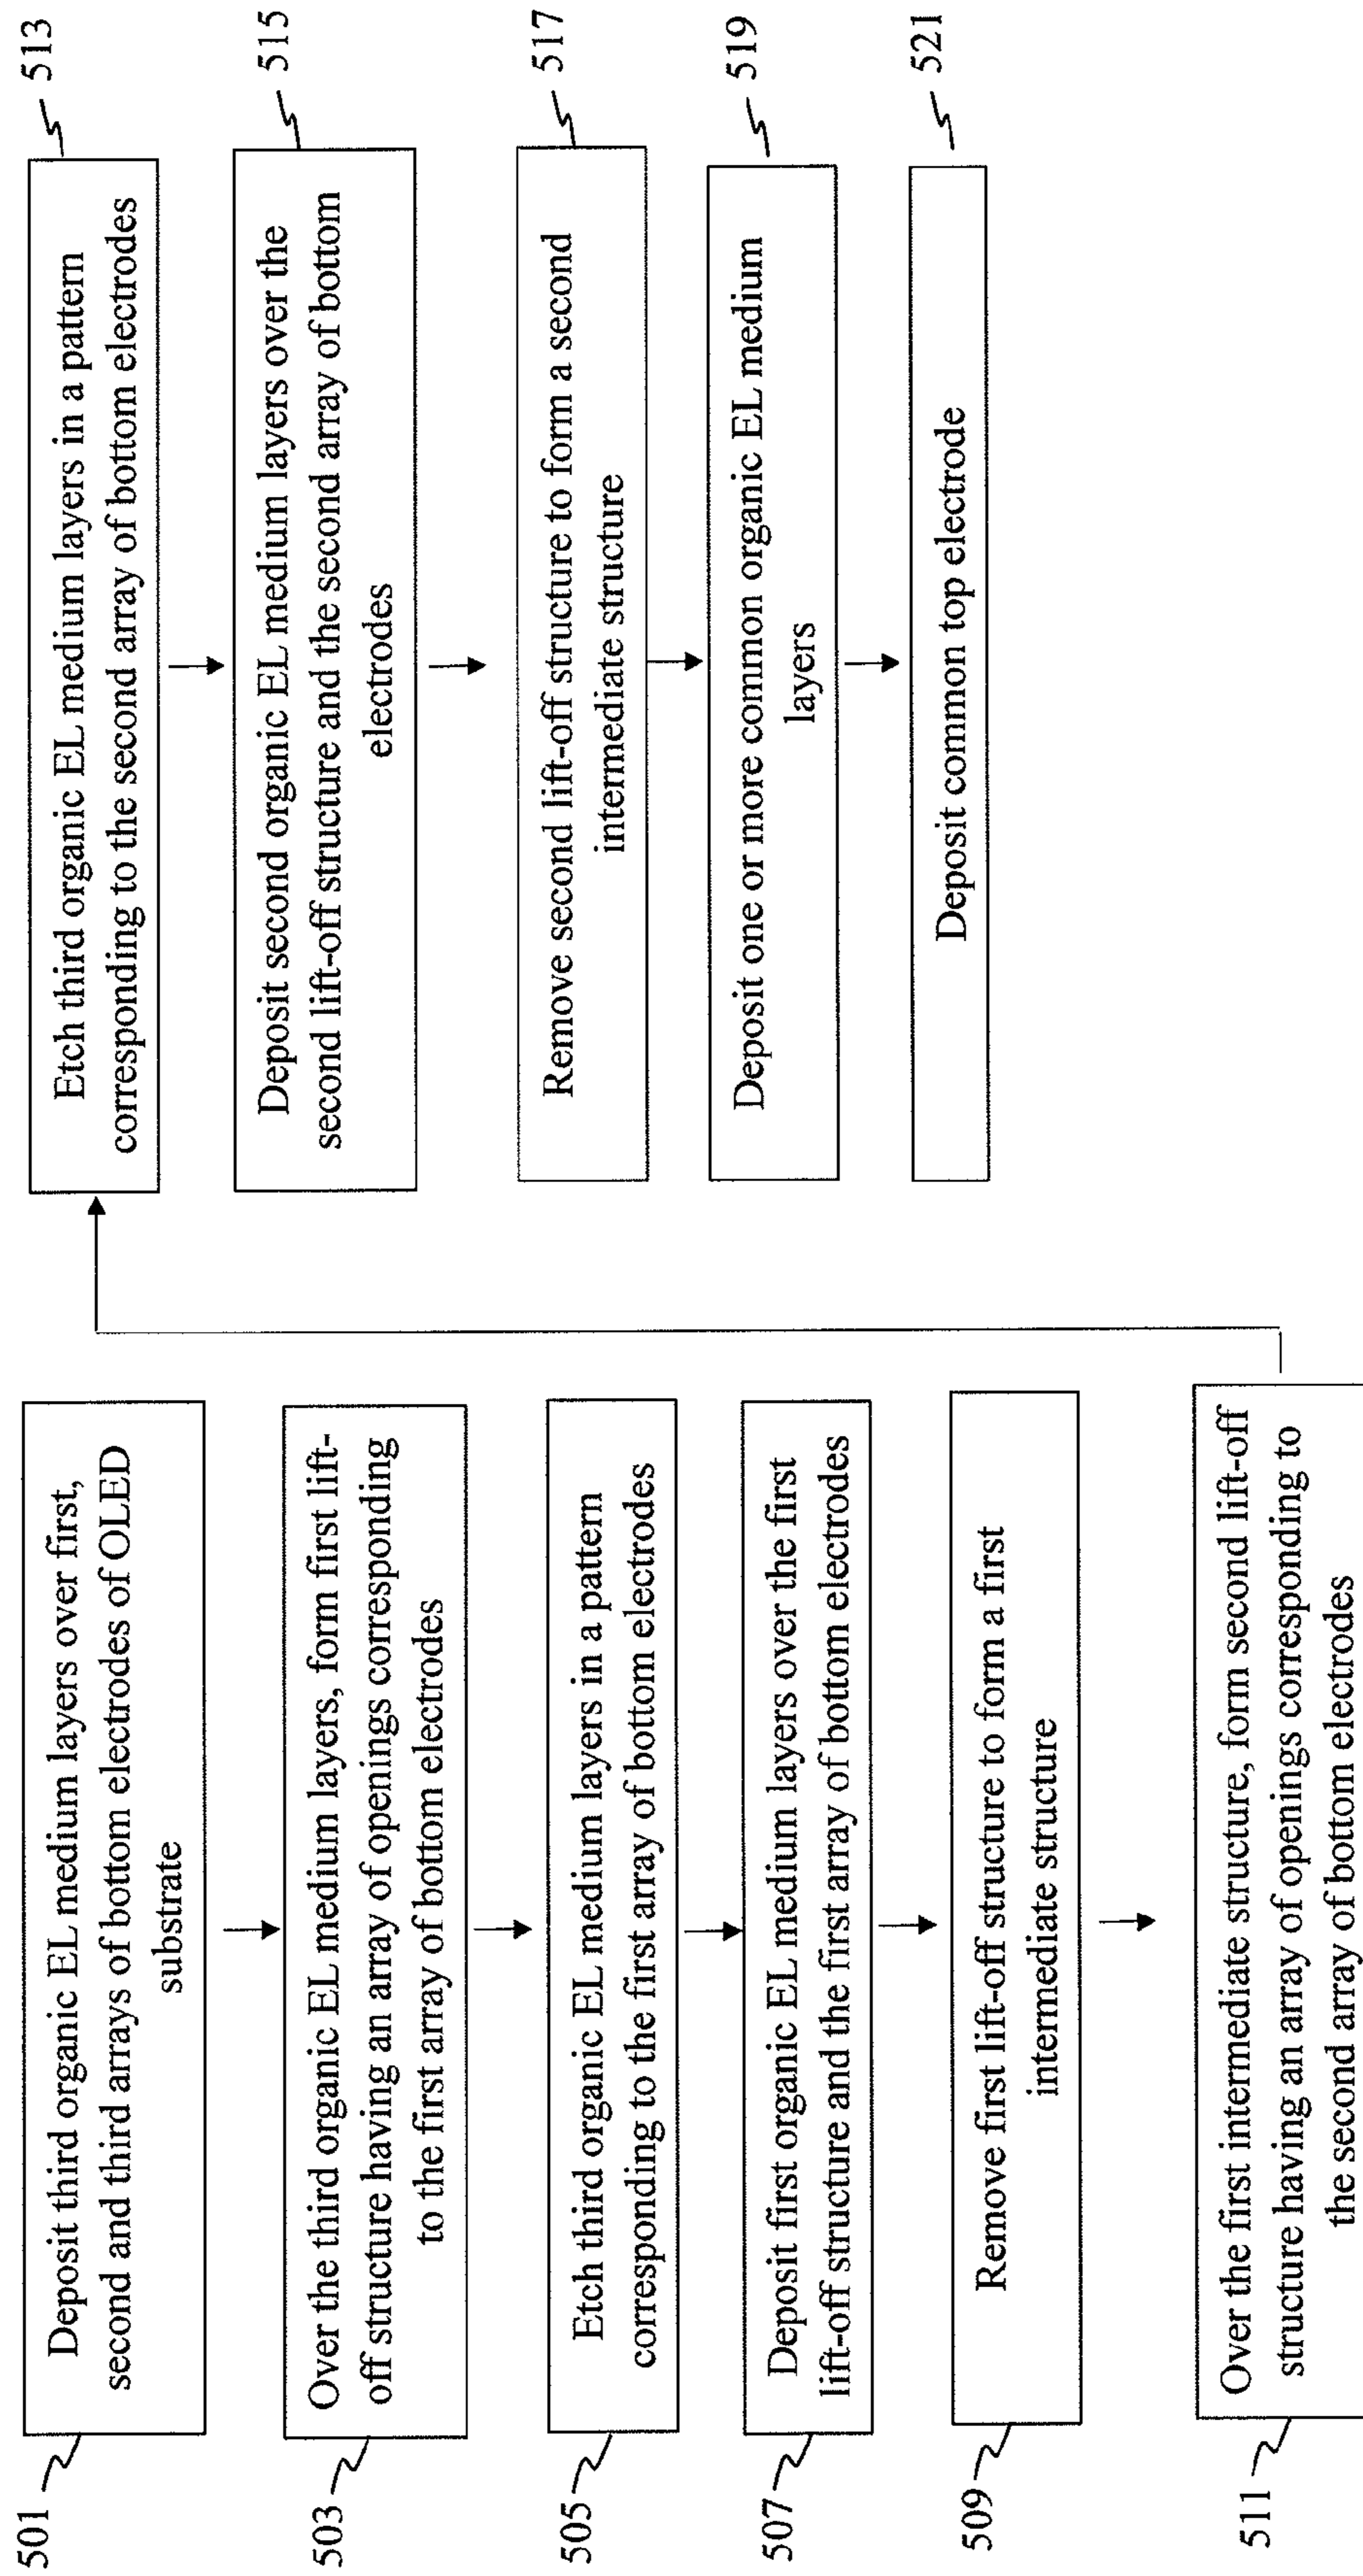 501
Deposit third organic EL medium layers over first,
second and third arrays of bottom electrodes of OLED
substrate
503
Over the third organic EL medium layers, form first lift-
off structure having an array of openings corresponding
to the first array of bottom electrodes
505
Etch third organic EL medium layers in a pattern
corresponding to the first array of bottom electrodes
507
Deposit first organic EL medium layers over the first
lift-off structure and the first array of bottom electrodes
509
Remove first lift-off structure to form a first
intermediate structure
511
Over the first intermediate structure, form second lift-off
structure having an array of openings corresponding to
the second array of bottom electrodes
513
Etch third organic EL medium layers in a pattern
corresponding to the second array of bottom electrodes
515
Deposit second organic EL medium layers over the
second lift-off structure and the second array of bottom
electrodes
517
Remove second lift-off structure to form a second
intermediate structure
519
Deposit one or more common organic EL medium
layers
521
Deposit common top electrode